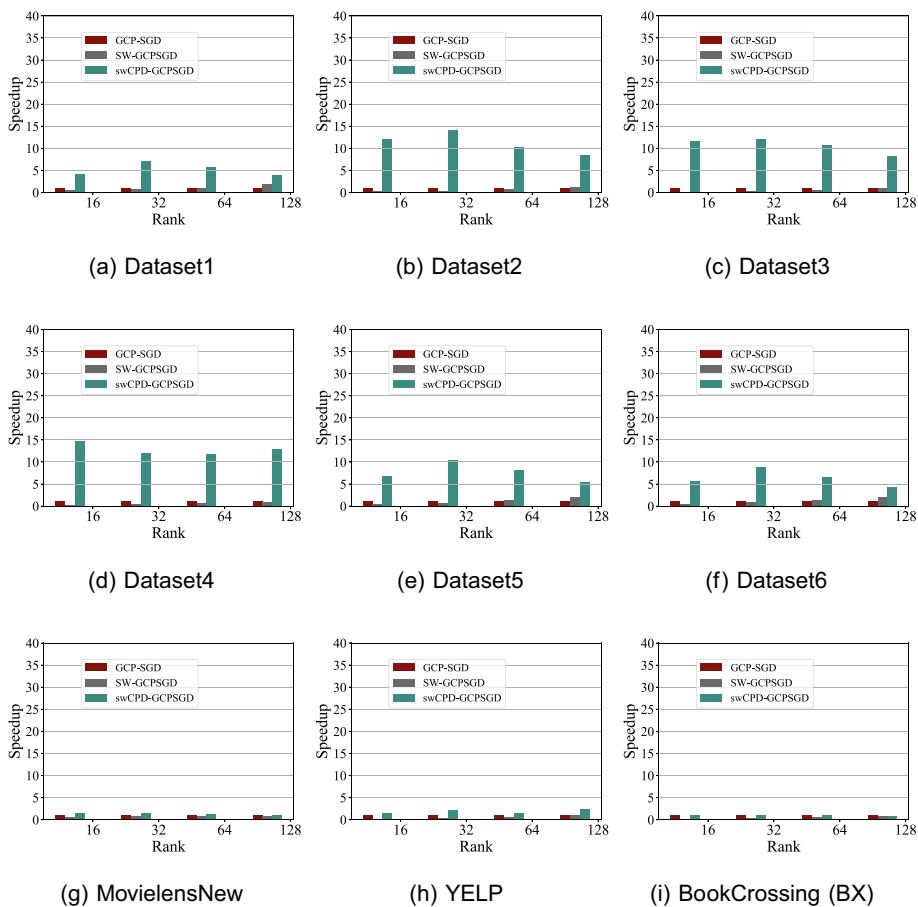 40
35
30
25
20
15
10
5
0
Speedup
GCP-SGD
SW-GCPSGD
swCPD-GCPSGD
16 32 64 128
Rank
(a) Dataset1
40
35
30
25
20
15
10
5
0
Speedup
GCP-SGD
SW-GCPSGD
swCPD-GCPSGD
16 32 64 128
Rank
(b) Dataset2
40
35
30
25
20
15
10
5
0
Speedup
GCP-SGD
SW-GCPSGD
swCPD-GCPSGD
16 32 64 128
Rank
(c) Dataset3
40
35
30
25
20
15
10
5
0
Speedup
GCP-SGD
SW-GCPSGD
swCPD-GCPSGD
16 32 64 128
Rank
(d) Dataset4
40
35
30
25
20
15
10
5
0
Speedup
GCP-SGD
SW-GCPSGD
swCPD-GCPSGD
16 32 64 128
Rank
(e) Dataset5
40
35
30
25
20
15
10
5
0
Speedup
GCP-SGD
SW-GCPSGD
swCPD-GCPSGD
16 32 64 128
Rank
(f) Dataset6
40
35
30
25
20
15
10
5
0
Speedup
GCP-SGD
SW-GCPSGD
swCPD-GCPSGD
16 32 64 128
Rank
(g) MovielensNew
40
35
30
25
20
15
10
5
0
Speedup
GCP-SGD
SW-GCPSGD
swCPD-GCPSGD
16 32 64 128
Rank
(h) YELP
40
35
30
25
20
15
10
5
0
Speedup
GCP-SGD
SW-GCPSGD
swCPD-GCPSGD
16 32 64 128
Rank
(i) BookCrossing (BX)